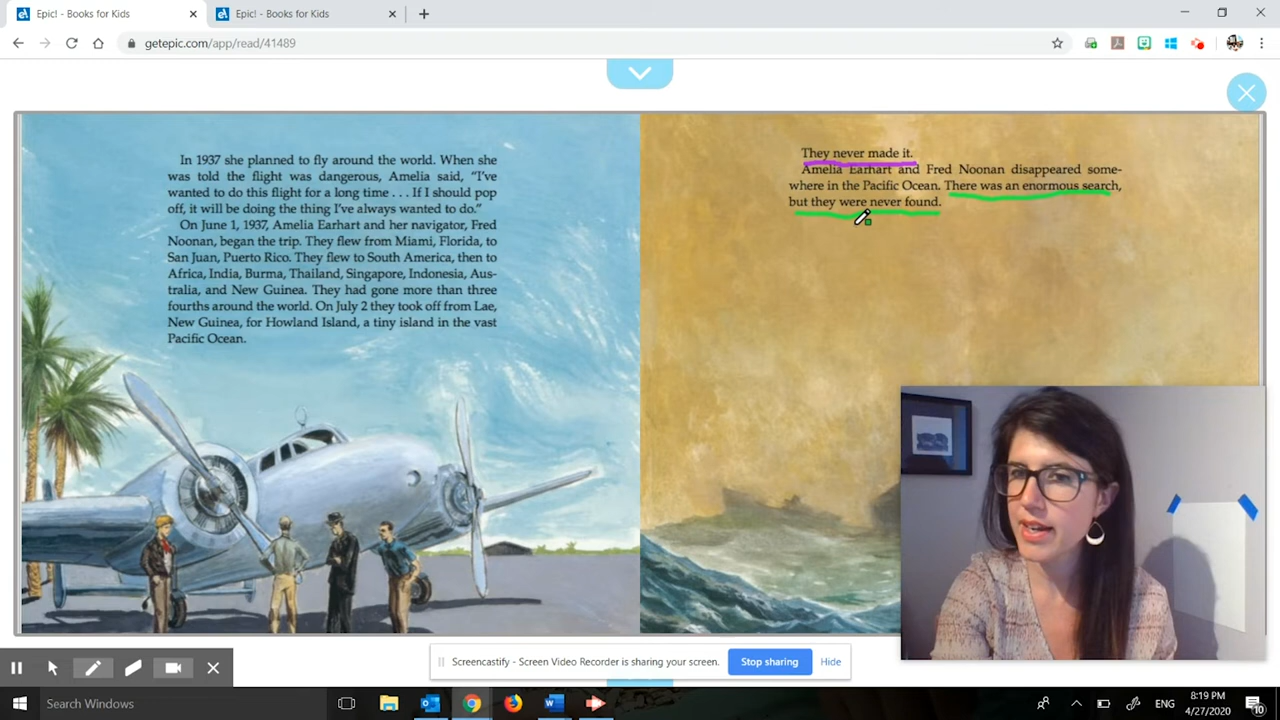 Epic! - Books for Kids
Epic! - Books for Kids
getepic.com/app/read/41489
In 1937 she planned to fly around the world. When she
was told the flight was dangerous, Amelia said, “I’ve
wanted to do this flight for a long time . . . If I should pop
off, it will be doing the thing I’ve always wanted to do.”
On June 1, 1937, Amelia Earhart and her navigator, Fred
Noonan, began the trip. They flew from Miami, Florida, to
San Juan, Puerto Rico. They flew to South America, then to
Africa, India, Burma, Thailand, Singapore, Indonesia, Aus-
tralia, and New Guinea. They had gone more than three
fourths around the world. On July 2 they took off from Lae,
New Guinea, for Howland Island, a tiny island in the vast
Pacific Ocean.
They never made it.
Amelia Earhart and Fred Noonan disappeared some-
where in the Pacific Ocean. There was an enormous search,
but they were never found.
Screencastify - Screen Video Recorder is sharing your screen.
Stop sharing
Hide
Search Windows
ENG
8:19 PM
4/27/2020
10